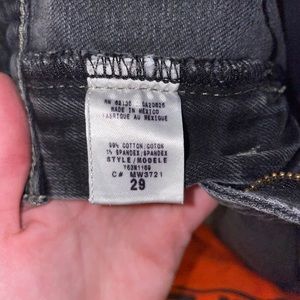 MADE IN MEXICO
FABRIQUE AU MEXIQUE
99% COTTON/COTON
1% SPANDEX/SPANDEX
STYLE/MODELE
C# MW3721
29